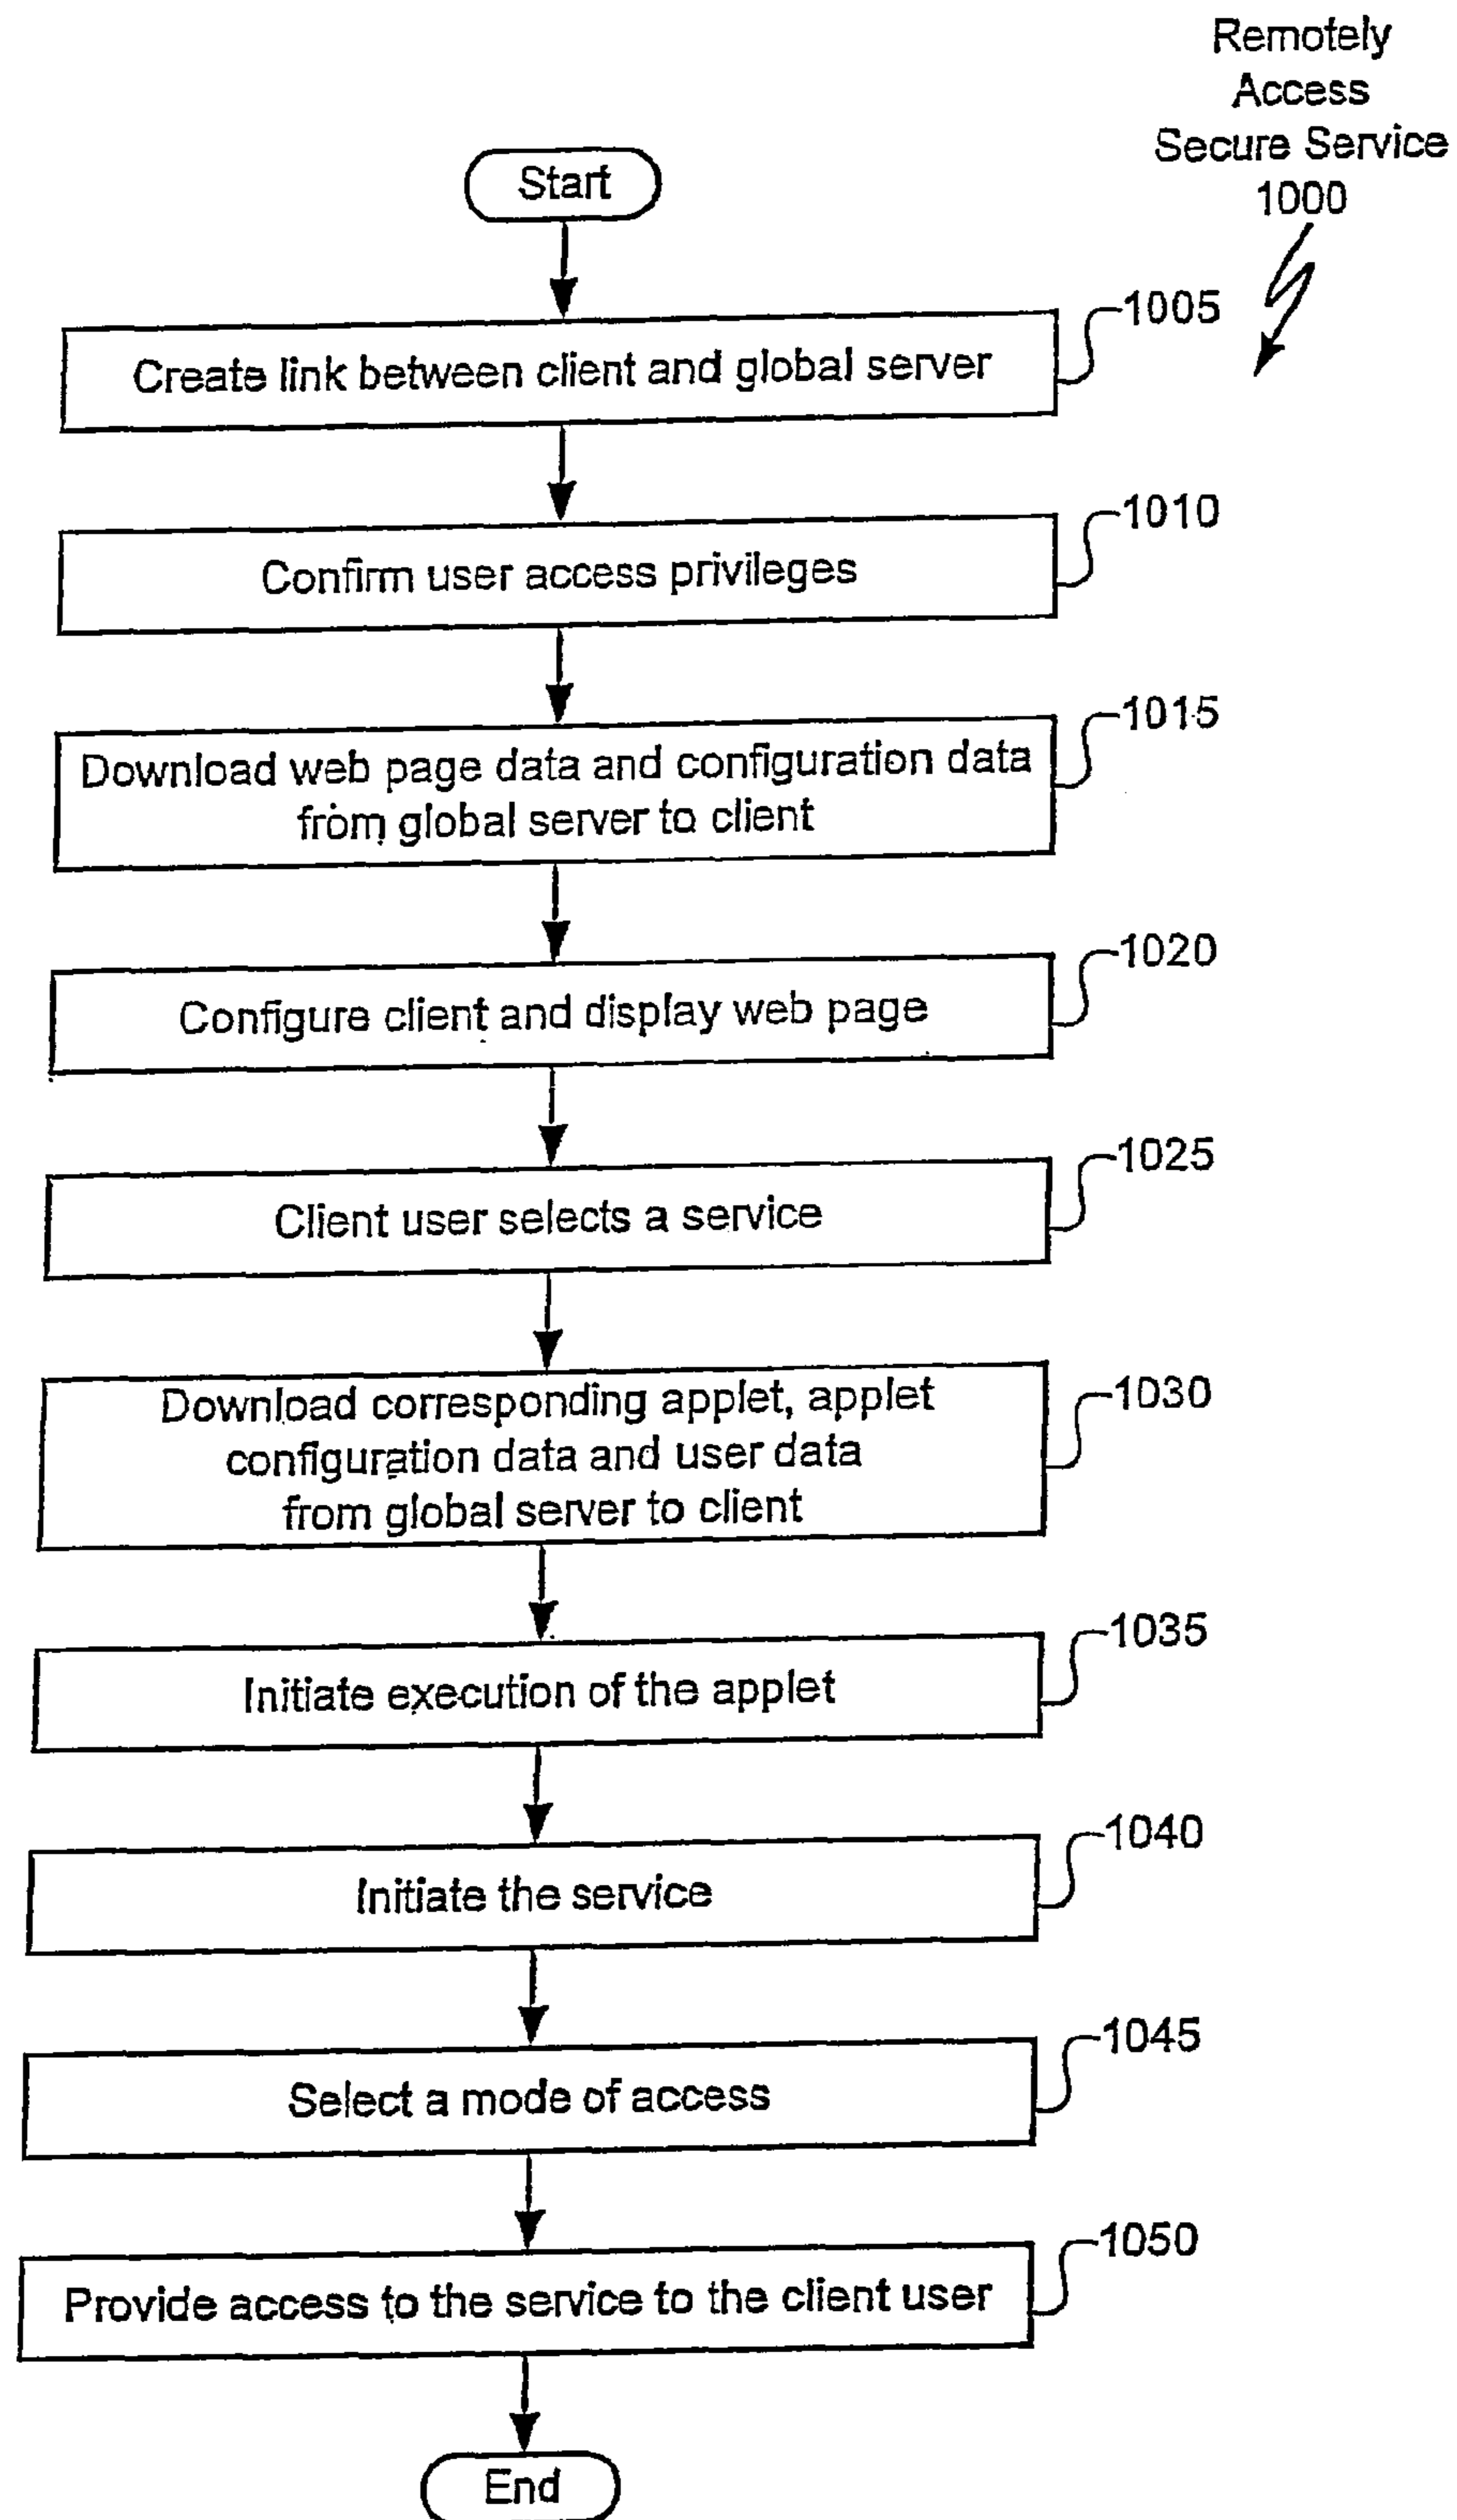 Remotely
Access
Secure Service
1000
Start
Create link between client and global server
1005
Confirm user access privileges
1010
Download web page data and configuration data
from global server to client
1015
Configure client and display web page
1020
Client user selects a service
1025
Download corresponding applet, applet
configuration data and user data
from global server to client
1030
Initiate execution of the applet
1035
Initiate the service
1040
Select a mode of access
1045
Provide access to the service to the client user
1050
End